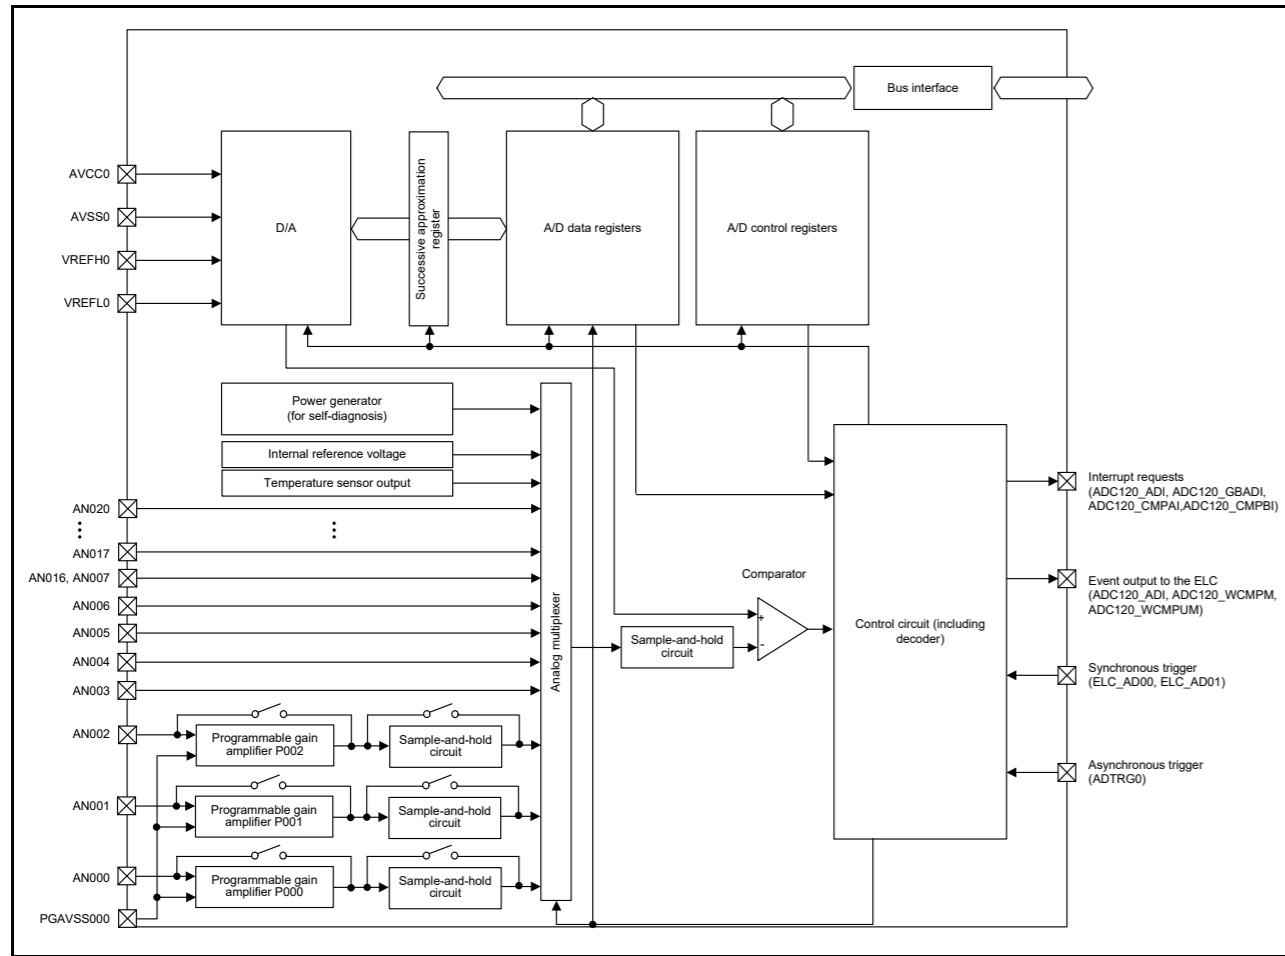 Bus interface
AVCC0
AVSS0
VREFH0
VREFL0
D/A
Successive approximation
register
A/D data registers
A/D control registers
Power generator
(for self-diagnosis)
Internal reference voltage
Temperature sensor output
AN020
AN017
AN016, AN007
AN006
AN005
AN004
AN003
AN002
AN001
AN000
PGAVSS000
Programmable gain
amplifier P002
Sample-and-hold
circuit
Programmable gain
amplifier P001
Sample-and-hold
circuit
Programmable gain
amplifier P000
Sample-and-hold
circuit
Analog multiplexer
Sample-and-hold
circuit
Comparator
+
-
Control circuit (including
decoder)
Interrupt requests
(ADC120_ADI, ADC120_GBADI,
ADC120_CMPAI,ADC120_CMPBI)
Event output to the ELC
(ADC120_ADI, ADC120_WCMPM,
ADC120_WCMPUM)
Synchronous trigger
(ELC_AD00, ELC_AD01)
Asynchronous trigger
(ADTRG0)